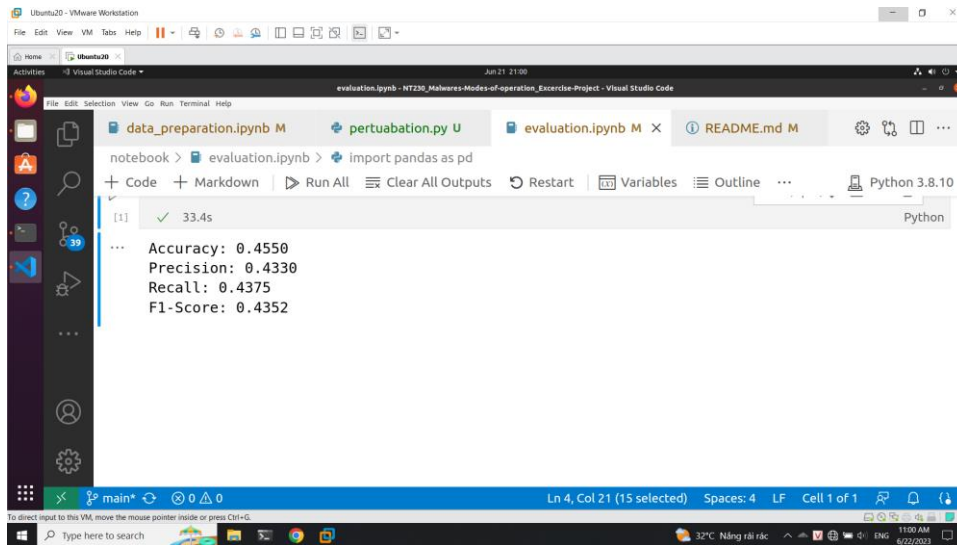 Ubuntu20 - VMware Workstation
File Edit View VM Tabs Help
Home Ubuntu20
Activities Visual Studio Code Jun 21 21:00
evaluation.ipynb - NT230_Malwares-Modes-of-operation_Excercise-Project - Visual Studio Code
File Edit Selection View Go Run Terminal Help
data_preparation.ipynb M pertuabation.py U evaluation.ipynb M README.md M
notebook > evaluation.ipynb > import pandas as pd
+ Code + Markdown Run All Clear All Outputs Restart Variables Outline ... Python 3.8.10
[1] ✓ 33.4s Python
39
... Accuracy: 0.4550
Precision: 0.4330
Recall: 0.4375
F1-Score: 0.4352
main* 0 0 Ln 4, Col 21 (15 selected) Spaces: 4 LF Cell 1 of 1
To direct input to this VM, move the mouse pointer inside or press Ctrl+G.
Type here to search 32°C Nắng rải rác ENG 11:00 AM
6/22/2023